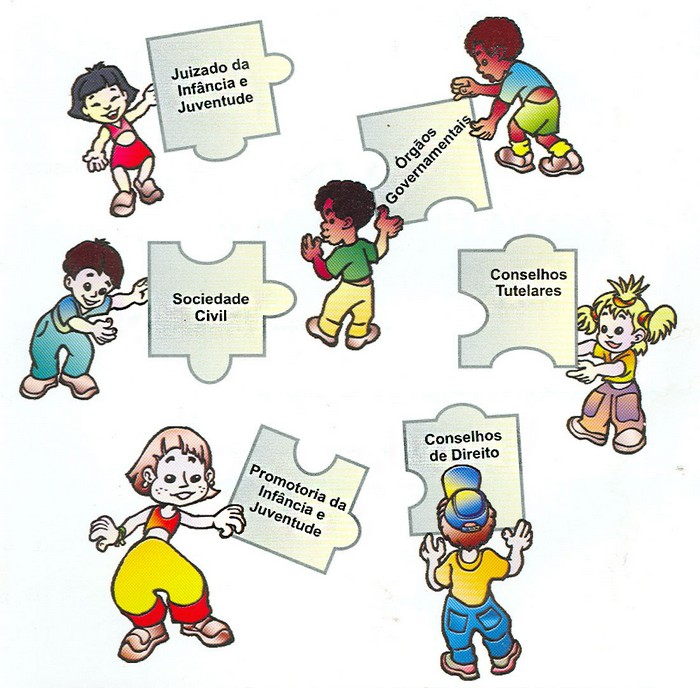 Juizado da
Infância e
Juventude
Órgãos
Governamentais
Sociedade
Civil
Conselhos
Tutelares
Promotoria da
Infância e
Juventude
Conselhos
de Direito